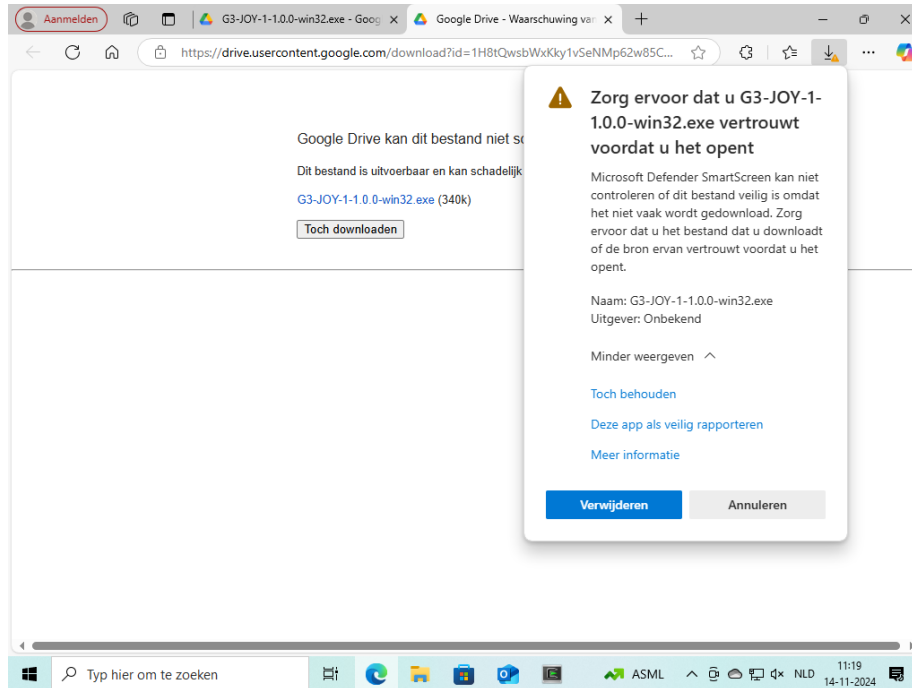 Aanmelden
G3-JOY-1-1.0.0-win32.exe - Goog
Google Drive - Waarschuwing van
https://drive.usercontent.google.com/download?id=1H8tQwsbWxKky1vSeNMp62w85C...
Google Drive kan dit bestand niet
Dit bestand is uitvoerbaar en kan schadelijk
G3-JOY-1-1.0.0-win32.exe (340k)
Toch downloaden
Zorg ervoor dat u G3-JOY-1-
1.0.0-win32.exe vertrouwt
voordat u het opent
Microsoft Defender SmartScreen kan niet
controleren of dit bestand veilig is omdat
het niet vaak wordt gedownload. Zorg
ervoor dat u het bestand dat u downloadt
of de bron ervan vertrouwt voordat u het
opent.
Naam: G3-JOY-1-1.0.0-win32.exe
Uitgever: Onbekend
Minder weergeven
Toch behouden
Deze app als veilig rapporteren
Meer informatie
Verwijderen
Annuleren
Typ hier om te zoeken
ASML
NLD
11:19
14-11-2024